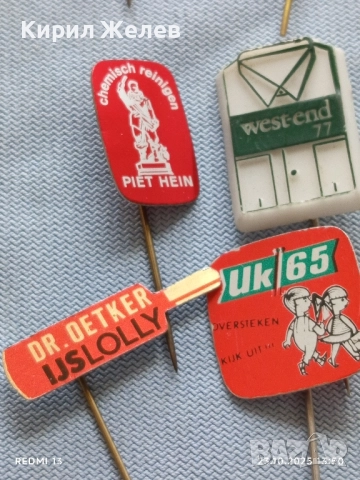 Кирил Желев
chemisch reinigen
PIET HEIN
west-end
77
DR. OETKER
IJSLOLLY
UK/65
OVERSTEKEN
KIJK UIT!!!
REDMI 13